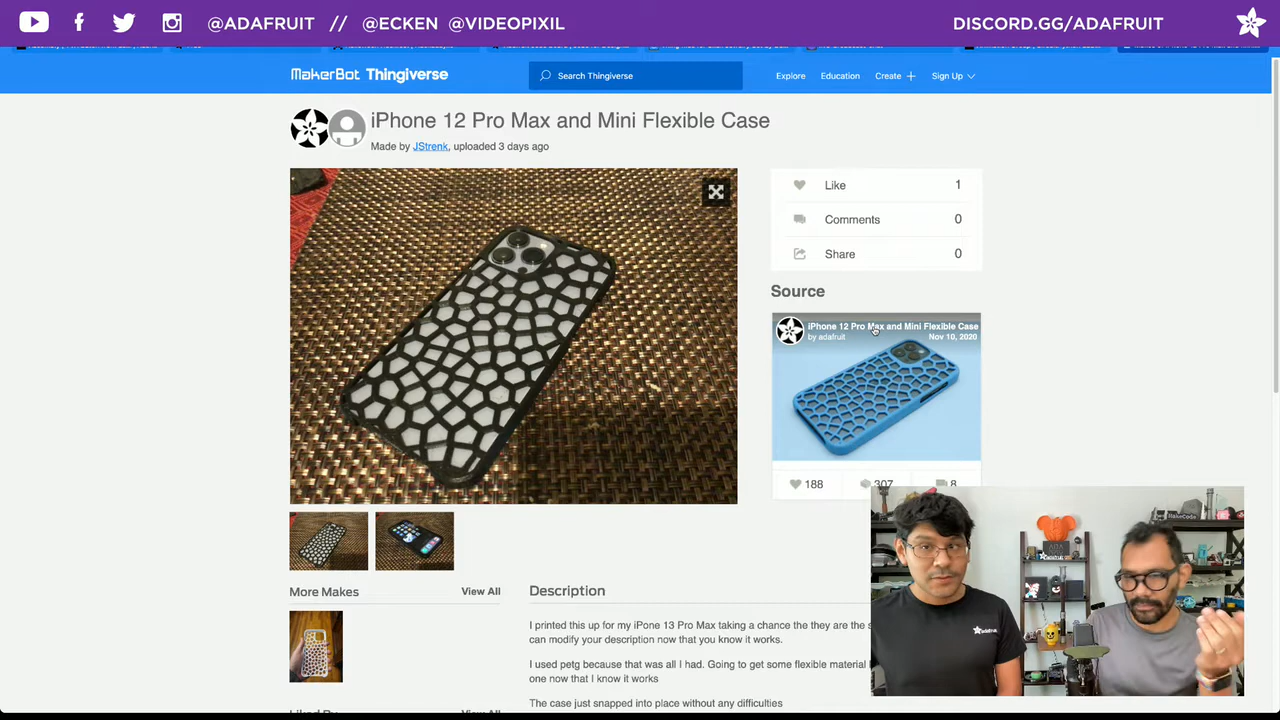 @ADAFRUIT // @ECKEN @VIDEOPIXIL
DISCORD.GG/ADAFRUIT
MakerBot Thingiverse
Search Thingiverse
Explore
Education
Create +
Sign Up
iPhone 12 Pro Max and Mini Flexible Case
Made by JStrenk, uploaded 3 days ago
Like 1
Comments 0
Share 0
Source
iPhone 12 Pro Max and Mini Flexible Case
by adafruit
Nov 10, 2020
188
307
8
More Makes
View All
Description
I printed this up for my iPone 13 Pro Max taking a chance the they are the
can modify your description now that you know it works.
I used petg because that was all I had. Going to get some flexible material
one now that I know it works
The case just snapped into place without any difficulties
MakeCode
adafruit